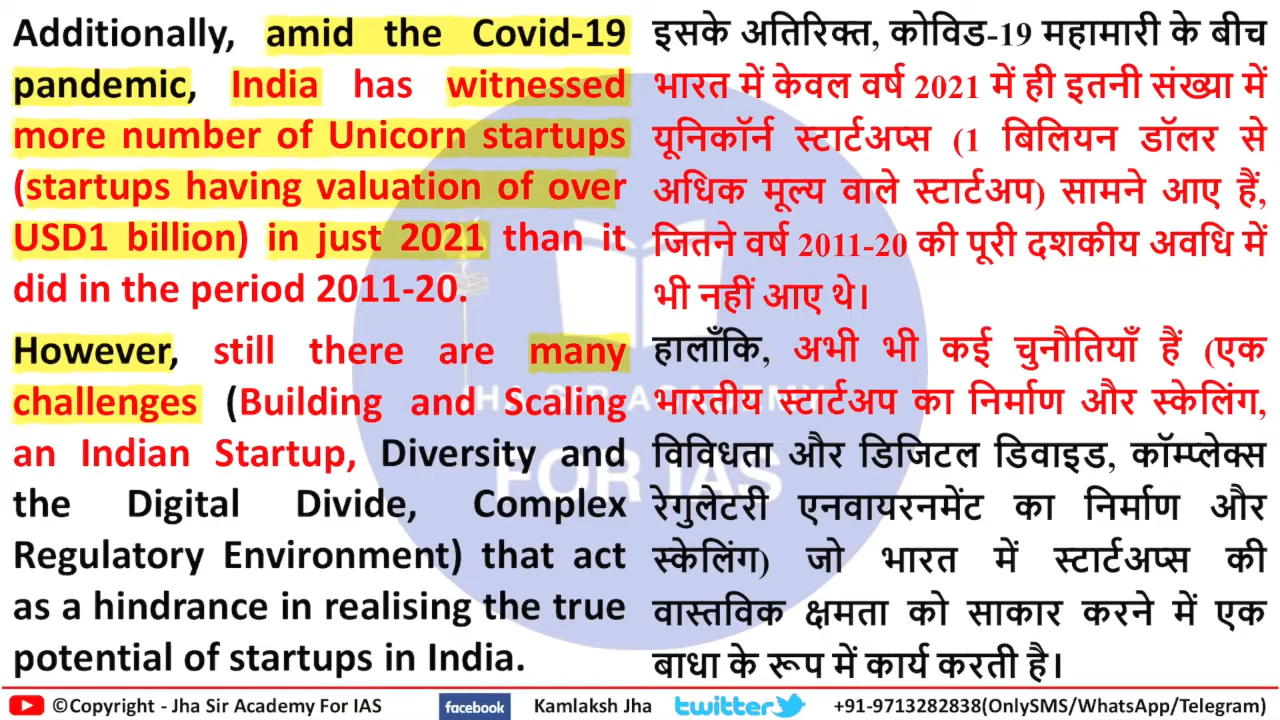 Additionally, amid the Covid-19
pandemic, India has witnessed
more number of Unicorn startups
(startups having valuation of over
USD1 billion) in just 2021 than it
did in the period 2011-20.
However, still there are many
challenges (Building and Scaling
an Indian Startup, Diversity and
the Digital Divide, Complex
Regulatory Environment) that act
as a hindrance in realising the true
potential of startups in India.
इसके अतिरिक्त, कोविड-19 महामारी के बीच
भारत में केवल वर्ष 2021 में ही इतनी संख्या में
यूनिकॉर्न स्टार्टअप्स (1 बिलियन डॉलर से
अधिक मूल्य वाले स्टार्टअप) सामने आए हैं,
जितने वर्ष 2011-20 की पूरी दशकीय अवधि में
भी नहीं आए थे।
हालाँकि, अभी भी कई चुनौतियाँ हैं (एक
भारतीय स्टार्टअप का निर्माण और स्केलिंग,
विविधता और डिजिटल डिवाइड, कॉम्प्लेक्स
रेगुलेटरी एनवायरनमेंट का निर्माण और
स्केलिंग) जो भारत में स्टार्टअप्स की
वास्तविक क्षमता को साकार करने में एक
बाधा के रूप में कार्य करती है।
JHA SIR ACADEMY
FOR IAS
©Copyright - Jha Sir Academy For IAS facebook Kamlaksh Jha twitter +91-9713282838(OnlySMS/WhatsApp/Telegram)